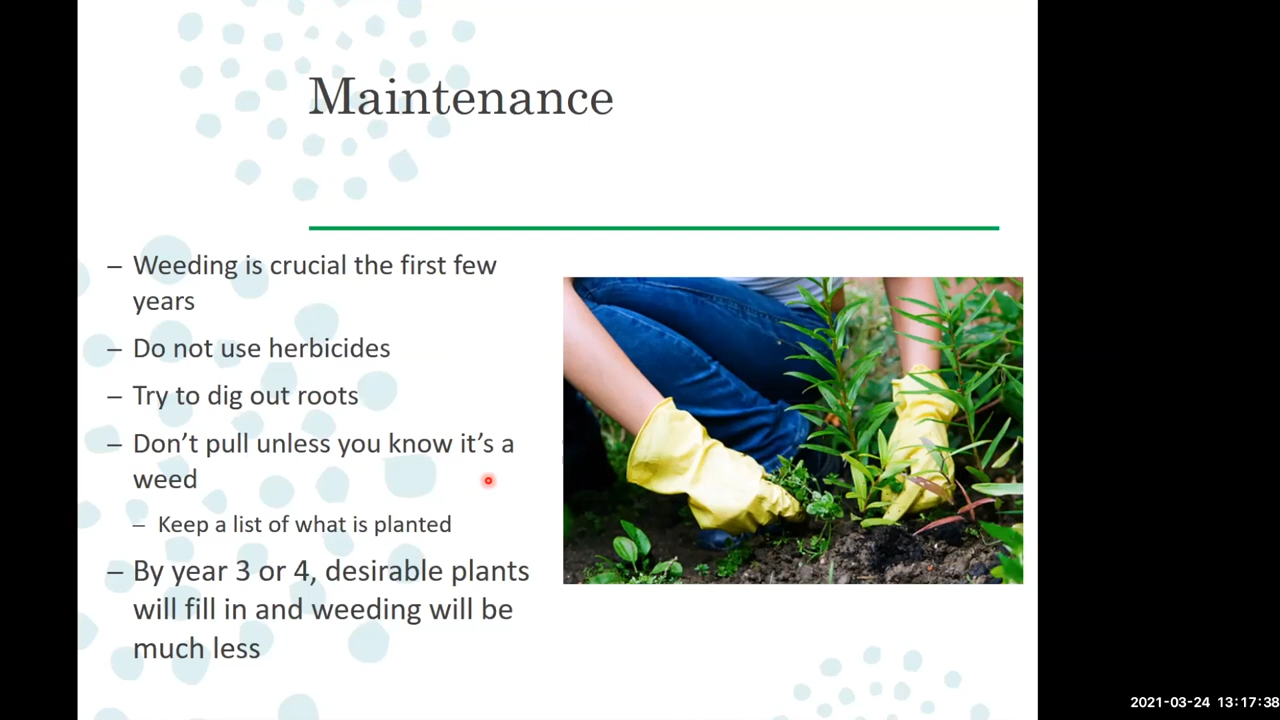 Maintenance
– Weeding is crucial the first few
years
– Do not use herbicides
– Try to dig out roots
– Don’t pull unless you know it’s a
weed
– Keep a list of what is planted
– By year 3 or 4, desirable plants
will fill in and weeding will be
much less
2021-03-24 13:17:38